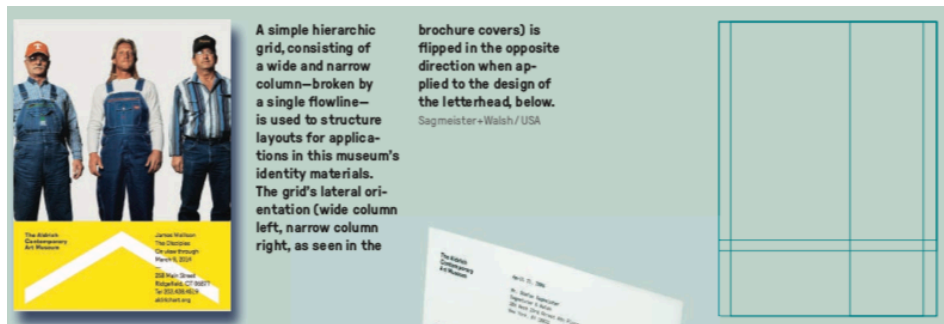 A simple hierarchic
grid, consisting of
a wide and narrow
column—broken by
a single flowline—
is used to structure
layouts for applica-
tions in this museum's
identity materials.
The grid's lateral ori-
entation (wide column
left, narrow column
right, as seen in the
brochure covers) is
flipped in the opposite
direction when ap-
plied to the design of
the letterhead, below.
Sagmeister+Walsh/USA
The Aldrich
Contemporary
Art Museum
The Disciples
On view through
March 9, 2014
258 Main Street
Ridgefield, CT 06877
Tel 203.438.4519
aldrichart.org
The Aldrich
Contemporary
Art Museum